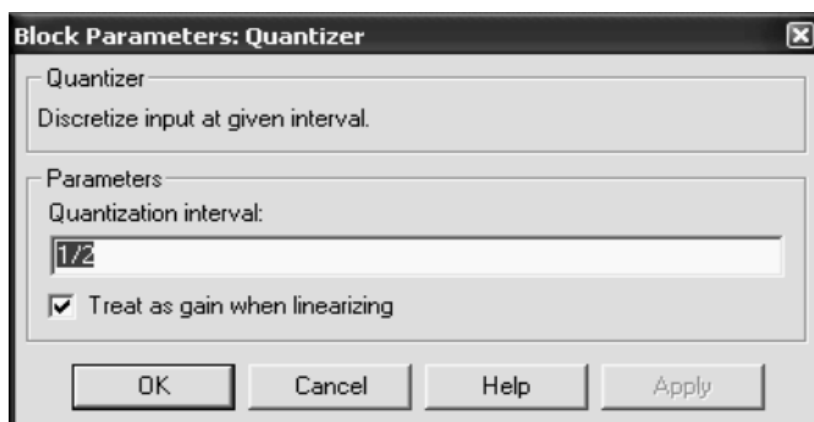 Block Parameters: Quantizer
Quantizer
Discretize input at given interval.
Parameters
Quantization interval:
1/2
Treat as gain when linearizing
OK Cancel Help Apply